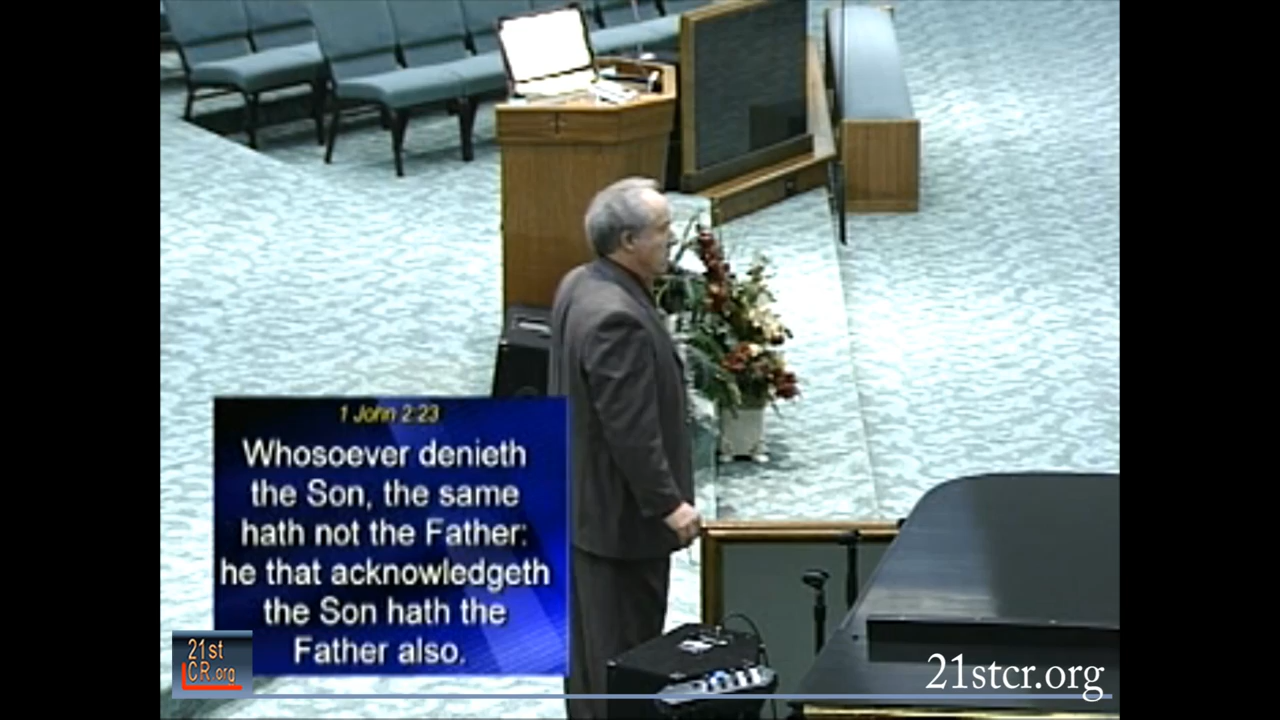 1 John 2:23
Whosoever denieth
the Son, the same
hath not the Father:
he that acknowledgeth
the Son hath the
Father also.
21st
CR.org
21stcr.org